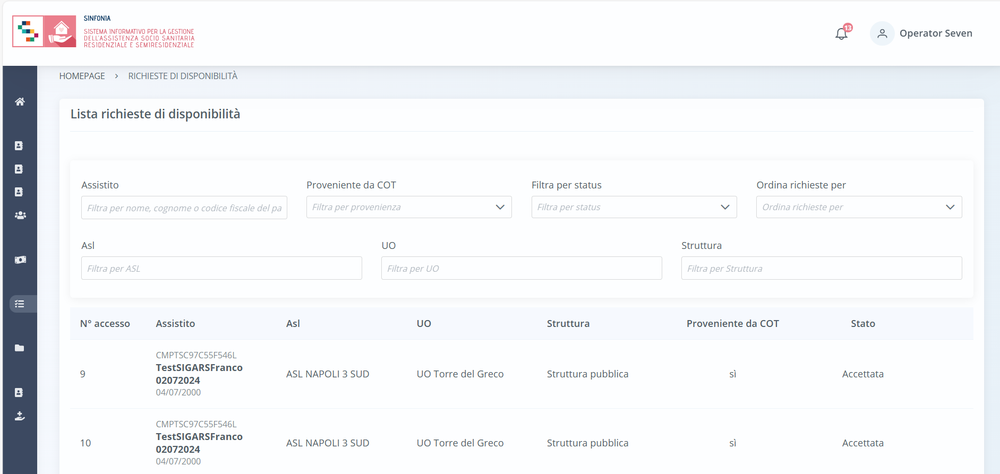 SINFONIA
SISTEMA INFORMATIVO PER LA GESTIONE
DELL'ASSISTENZA SOCIO SANITARIA
RESIDENZIALE E SEMIRESIDENZIALE
13
Operator Seven
HOMEPAGE > RICHIESTE DI DISPONIBILITÀ
Lista richieste di disponibilità
Assistito Proveniente da COT Filtra per status Ordina richieste per
Filtra per nome, cognome o codice fiscale del pa Filtra per provenienza Filtra per status Ordina richieste per
Asl UO Struttura
Filtra per ASL Filtra per UO Filtra per Struttura
N° accesso Assistito Asl UO Struttura Proveniente da COT Stato
CMPTSC97C55F546L
TestSIGARSFranco
9 02072024 ASL NAPOLI 3 SUD UO Torre del Greco Struttura pubblica sì Accettata
04/07/2000
CMPTSC97C55F546L
TestSIGARSFranco
10 02072024 ASL NAPOLI 3 SUD UO Torre del Greco Struttura pubblica sì Accettata
04/07/2000